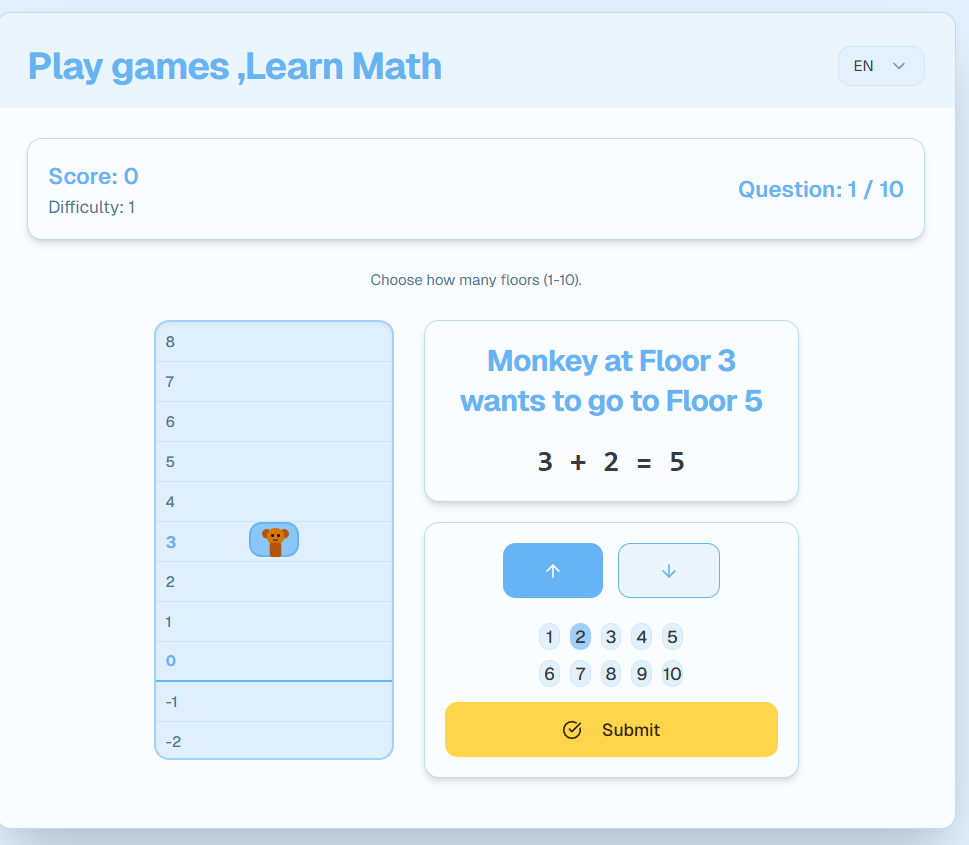 Play games ,Learn Math
EN
Score: 0
Difficulty: 1
Question: 1 / 10
Choose how many floors (1-10).
8
7
6
5
4
3
2
1
0
-1
-2
Monkey at Floor 3
wants to go to Floor 5
3 + 2 = 5
↑ ↓
1 2 3 4 5
6 7 8 9 10
Submit